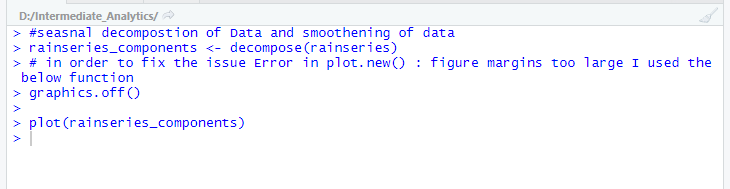 D:/Intermediate_Analytics/
> #seasnal decompostion of Data and smoothening of data
> rainseries_components <- decompose(rainseries)
> # in order to fix the issue Error in plot.new() : figure margins too large I used the
below function
> graphics.off()
>
> plot(rainseries_components)
>